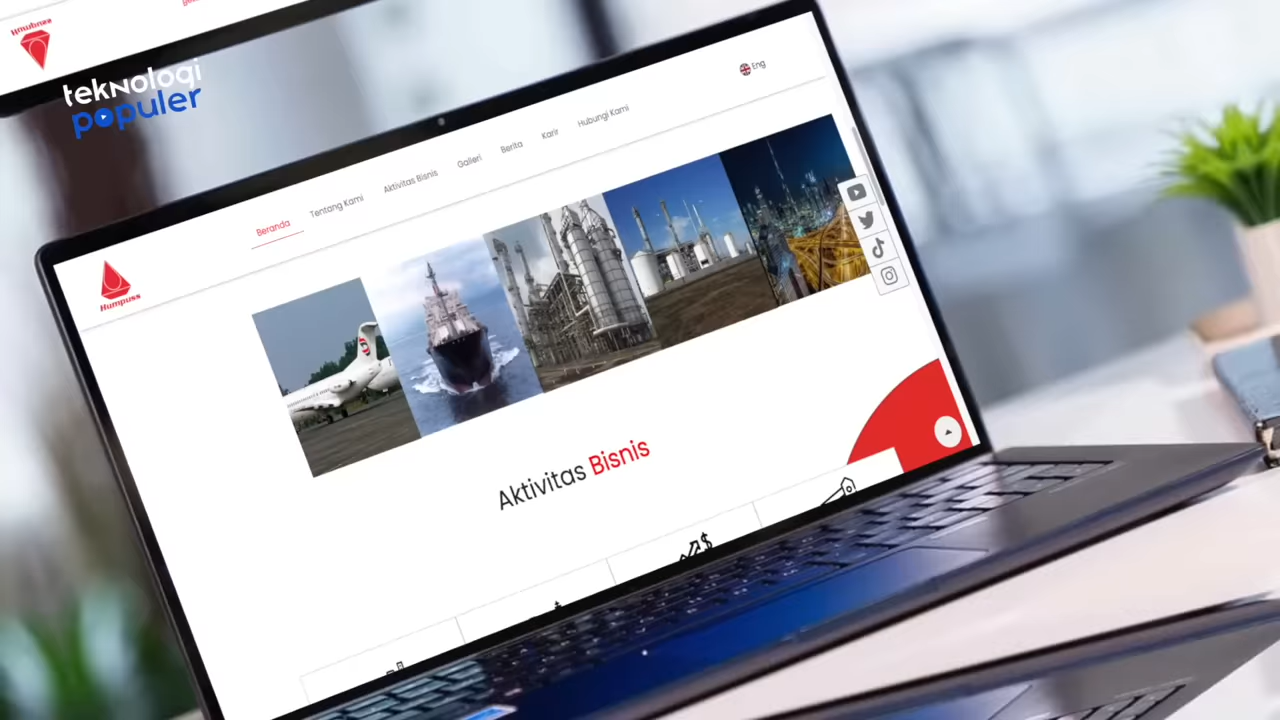 Humpuss
teknologi
populer
Eng
Beranda
Tentang Kami
Aktivitas Bisnis
Galleri
Berita
Karir
Hubungi Kami
Humpuss
Aktivitas Bisnis